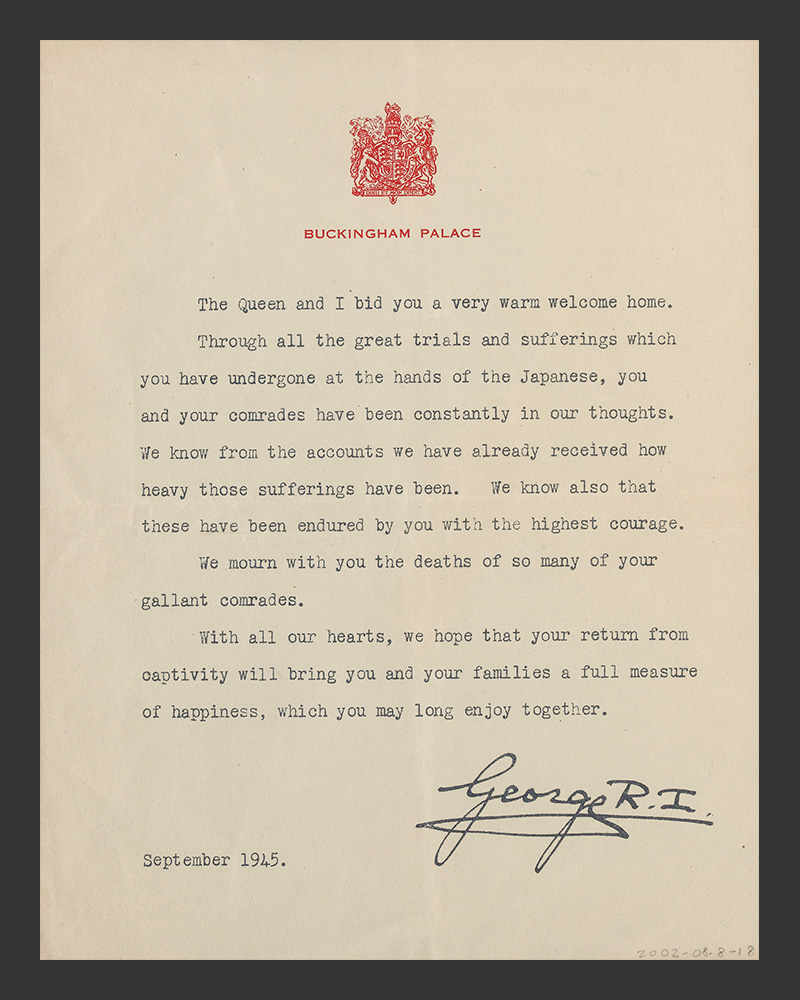 BUCKINGHAM PALACE
The Queen and I bid you a very warm welcome home.
Through all the great trials and sufferings which
you have undergone at the hands of the Japanese, you
and your comrades have been constantly in our thoughts.
We know from the accounts we have already received how
heavy those sufferings have been. We know also that
these have been endured by you with the highest courage.
We mourn with you the deaths of so many of your
gallant comrades.
With all our hearts, we hope that your return from
captivity will bring you and your families a full measure
of happiness, which you may long enjoy together.
George R.I.
September 1945.
2002-08-8-18